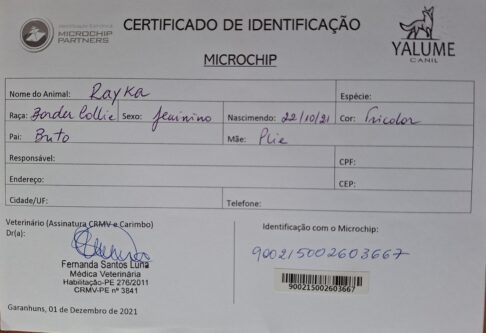 MICROCHIP
PARTNERS
CERTIFICADO DE IDENTIFICAÇÃO
YALUME
CANIL
MICROCHIP
Nome do Animal: Rayka Espécie:
Raça: Border Collie Sexo: feminino Nascimento: 22/10/21 Cor: Tricolor
Pai: Bruto Mãe: Plie
Responsável: CPF:
Endereço: CEP:
Cidade/UF: Telefone:
Veterinário (Assinatura CRMV e Carimbo)
Dr(a):
Fernanda Santos Luna
Médica Veterinária
Habilitação-PE 276/2011
CRMV-PE nº 3841
Identificação com o Microchip:
900215002603667
900215002603667
Garanhuns, 01 de Dezembro de 2021